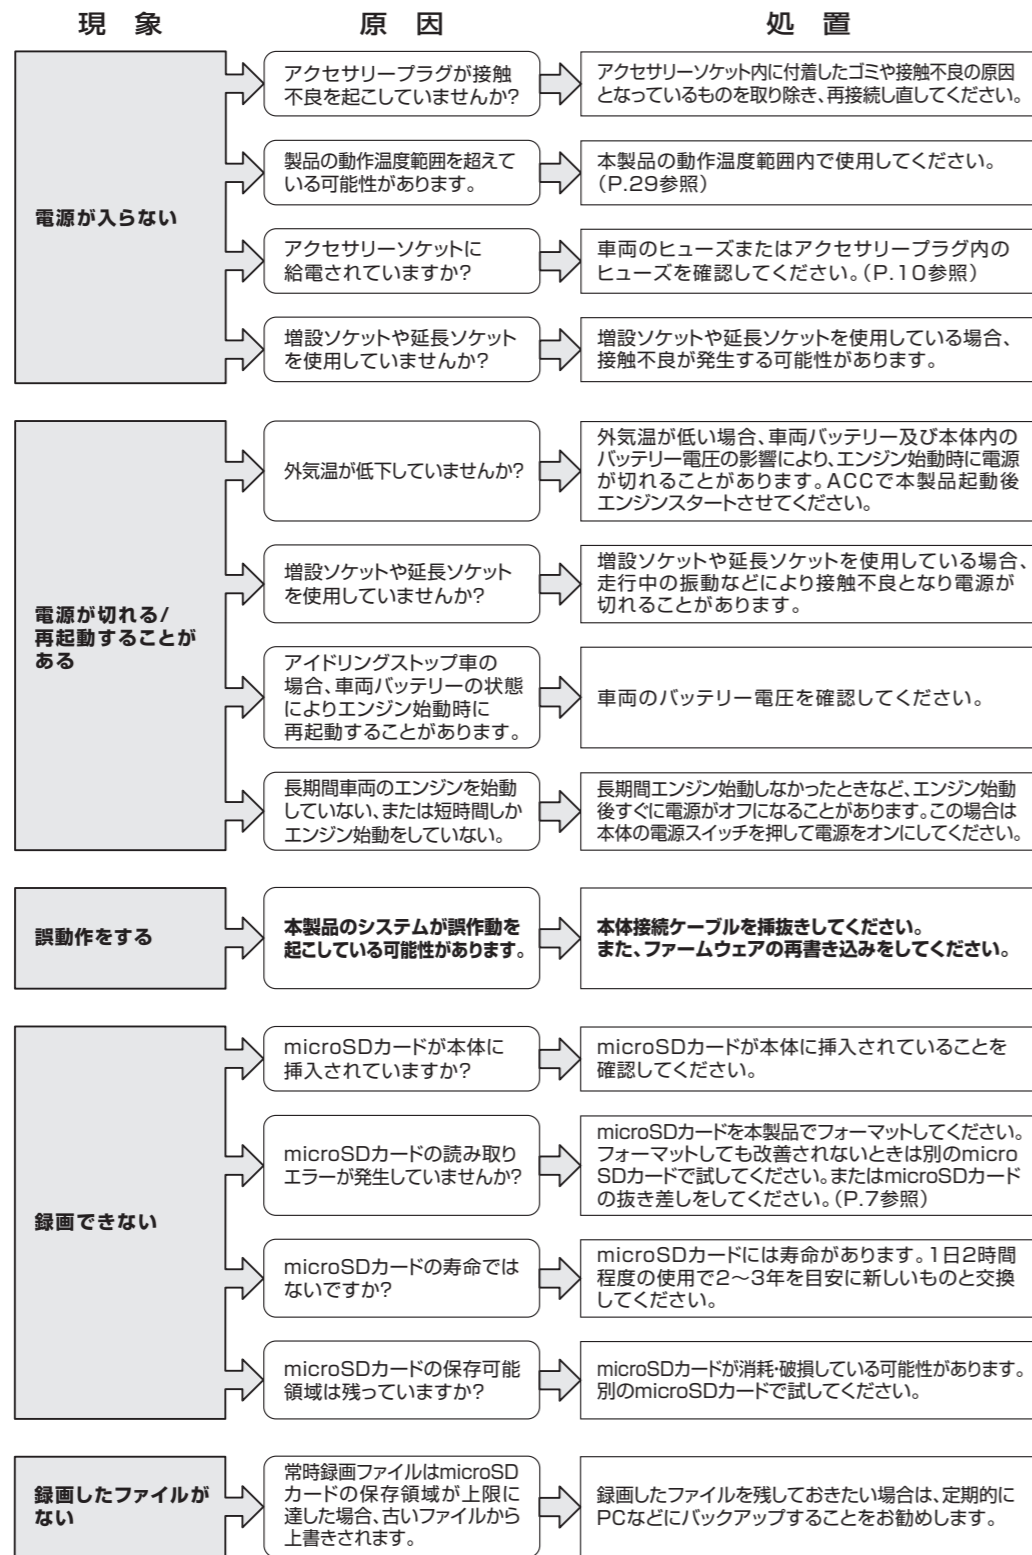 現　象
原　因
処　置
電源が入らない
アクセサリープラグが接触
不良を起こしていませんか？
アクセサリーソケット内に付着したゴミや接触不良の原因
となっているものを取り除き、再接続し直してください。
製品の動作温度範囲を超えて
いる可能性があります。
本製品の動作温度範囲内で使用してください。
（P.29参照）
アクセサリーソケットに
給電されていますか？
車両のヒューズまたはアクセサリープラグ内の
ヒューズを確認してください。（P.10参照）
増設ソケットや延長ソケット
を使用していませんか？
増設ソケットや延長ソケットを使用している場合、
接触不良が発生する可能性があります。
電源が切れる/
再起動することが
ある
外気温が低下していませんか？
外気温が低い場合、車両バッテリー及び本体内の
バッテリー電圧の影響により、エンジン始動時に電源
が切れることがあります。ACCで本製品起動後
エンジンスタートさせてください。
増設ソケットや延長ソケット
を使用していませんか？
増設ソケットや延長ソケットを使用している場合、
走行中の振動などにより接触不良となり電源が
切れることがあります。
アイドリングストップ車の
場合、車両バッテリーの状態
によりエンジン始動時に
再起動することがあります。
車両のバッテリー電圧を確認してください。
長期間車両のエンジンを始動
していない、または短時間しか
エンジン始動をしていない。
長期間エンジン始動しなかったときなど、エンジン始動
後すぐに電源がオフになることがあります。この場合は
本体の電源スイッチを押して電源をオンにしてください。
誤動作をする
本製品のシステムが誤作動を
起こしている可能性があります。
本体接続ケーブルを挿抜きしてください。
また、ファームウェアの再書き込みをしてください。
録画できない
microSDカードが本体に
挿入されていますか？
microSDカードが本体に挿入されていることを
確認してください。
microSDカードの読み取り
エラーが発生していませんか？
microSDカードを本製品でフォーマットしてください。
フォーマットしても改善されないときは別のmicro
SDカードで試してください。またはmicroSDカード
の抜き差しをしてください。（P.7参照）
microSDカードの寿命では
ないですか？
microSDカードには寿命があります。1日2時間
程度の使用で2～3年を目安に新しいものと交換
してください。
microSDカードの保存可能
領域は残っていますか？
microSDカードが消耗・破損している可能性があります。
別のmicroSDカードで試してください。
録画したファイルが
ない
常時録画ファイルはmicroSD
カードの保存領域が上限に
達した場合、古いファイルから
上書きされます。
録画したファイルを残しておきたい場合は、定期的に
PCなどにバックアップすることをお勧めします。